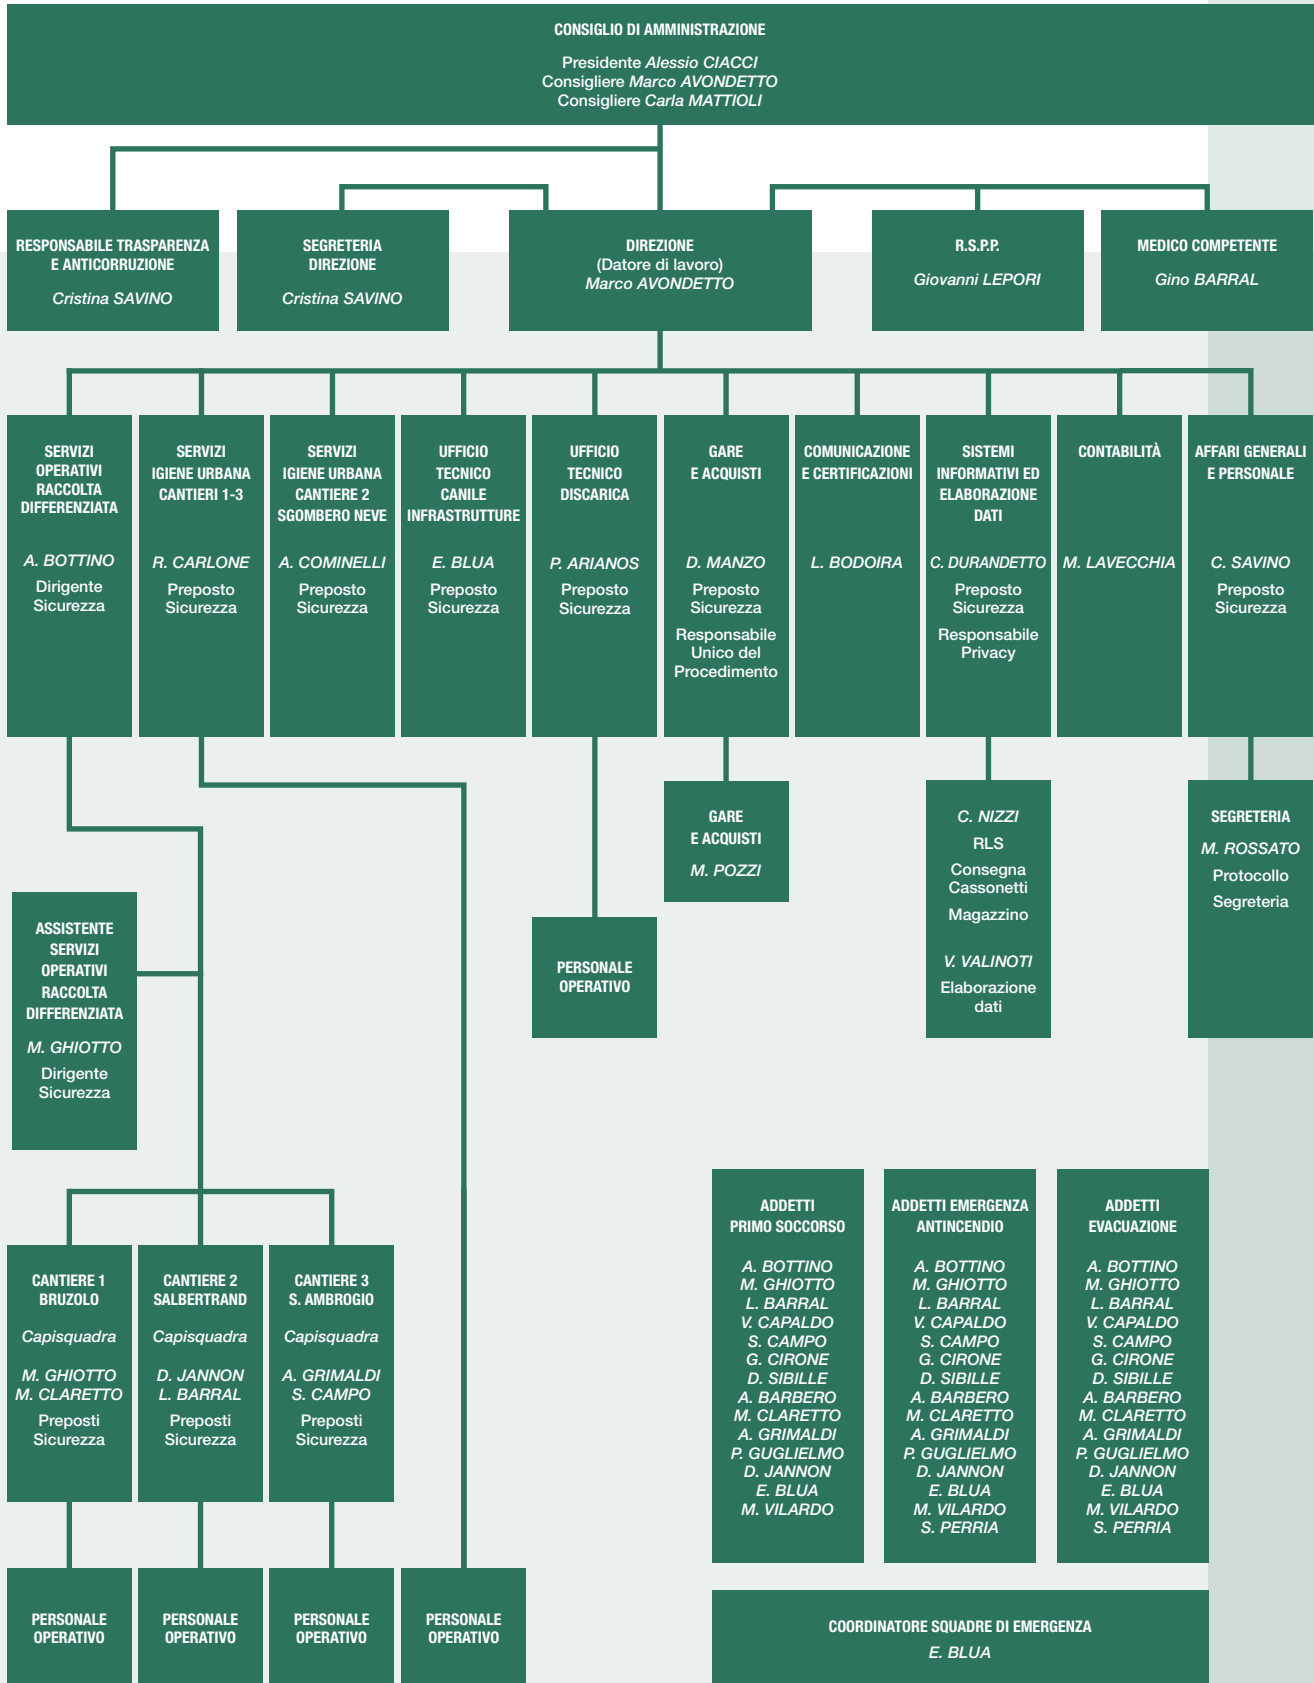 CONSIGLIO DI AMMINISTRAZIONE
Presidente Alessio CIACCI
Consigliere Marco AVONDETTO
Consigliere Carla MATTIOLI
RESPONSABILE TRASPARENZA
E ANTICORRUZIONE
Cristina SAVINO
SEGRETERIA
DIREZIONE
Cristina SAVINO
DIREZIONE
(Datore di lavoro)
Marco AVONDETTO
R.S.P.P.
Giovanni LEPORI
MEDICO COMPETENTE
Gino BARRAL
SERVIZI
OPERATIVI
RACCOLTA
DIFFERENZIATA
A. BOTTINO
Dirigente
Sicurezza
SERVIZI
IGIENE URBANA
CANTIERI 1-3
R. CARLONE
Preposto
Sicurezza
SERVIZI
IGIENE URBANA
CANTIERE 2
SGOMBERO NEVE
A. COMINELLI
Preposto
Sicurezza
UFFICIO
TECNICO
CANILE
INFRASTRUTTURE
E. BLUA
Preposto
Sicurezza
UFFICIO
TECNICO
DISCARICA
P. ARIANOS
Preposto
Sicurezza
GARE
E ACQUISTI
D. MANZO
Preposto
Sicurezza
Responsabile
Unico del
Procedimento
COMUNICAZIONE
E CERTIFICAZIONI
L. BODOIRA
SISTEMI
INFORMATIVI ED
ELABORAZIONE
DATI
C. DURANDETTO
Preposto
Sicurezza
Responsabile
Privacy
CONTABILITÀ
M. LAVECCHIA
AFFARI GENERALI
E PERSONALE
C. SAVINO
Preposto
Sicurezza
GARE
E ACQUISTI
M. POZZI
C. NIZZI
RLS
Consegna
Cassonetti
Magazzino
V. VALINOTI
Elaborazione
dati
SEGRETERIA
M. ROSSATO
Protocollo
Segreteria
ASSISTENTE
SERVIZI
OPERATIVI
RACCOLTA
DIFFERENZIATA
M. GHIOTTO
Dirigente
Sicurezza
PERSONALE
OPERATIVO
CANTIERE 1
BRUZOLO
Capisquadra
M. GHIOTTO
M. CLARETTO
Preposti
Sicurezza
CANTIERE 2
SALBERTRAND
Capisquadra
D. JANNON
L. BARRAL
Preposti
Sicurezza
CANTIERE 3
S. AMBROGIO
Capisquadra
A. GRIMALDI
S. CAMPO
Preposti
Sicurezza
ADDETTI
PRIMO SOCCORSO
A. BOTTINO
M. GHIOTTO
L. BARRAL
V. CAPALDO
S. CAMPO
G. CIRONE
D. SIBILLE
A. BARBERO
M. CLARETTO
A. GRIMALDI
P. GUGLIELMO
D. JANNON
E. BLUA
M. VILARDO
ADDETTI EMERGENZA
ANTINCENDIO
A. BOTTINO
M. GHIOTTO
L. BARRAL
V. CAPALDO
S. CAMPO
G. CIRONE
D. SIBILLE
A. BARBERO
M. CLARETTO
A. GRIMALDI
P. GUGLIELMO
D. JANNON
E. BLUA
M. VILARDO
S. PERRIA
ADDETTI
EVACUAZIONE
A. BOTTINO
M. GHIOTTO
L. BARRAL
V. CAPALDO
S. CAMPO
G. CIRONE
D. SIBILLE
A. BARBERO
M. CLARETTO
A. GRIMALDI
P. GUGLIELMO
D. JANNON
E. BLUA
M. VILARDO
S. PERRIA
PERSONALE
OPERATIVO
PERSONALE
OPERATIVO
PERSONALE
OPERATIVO
PERSONALE
OPERATIVO
COORDINATORE SQUADRE DI EMERGENZA
E. BLUA